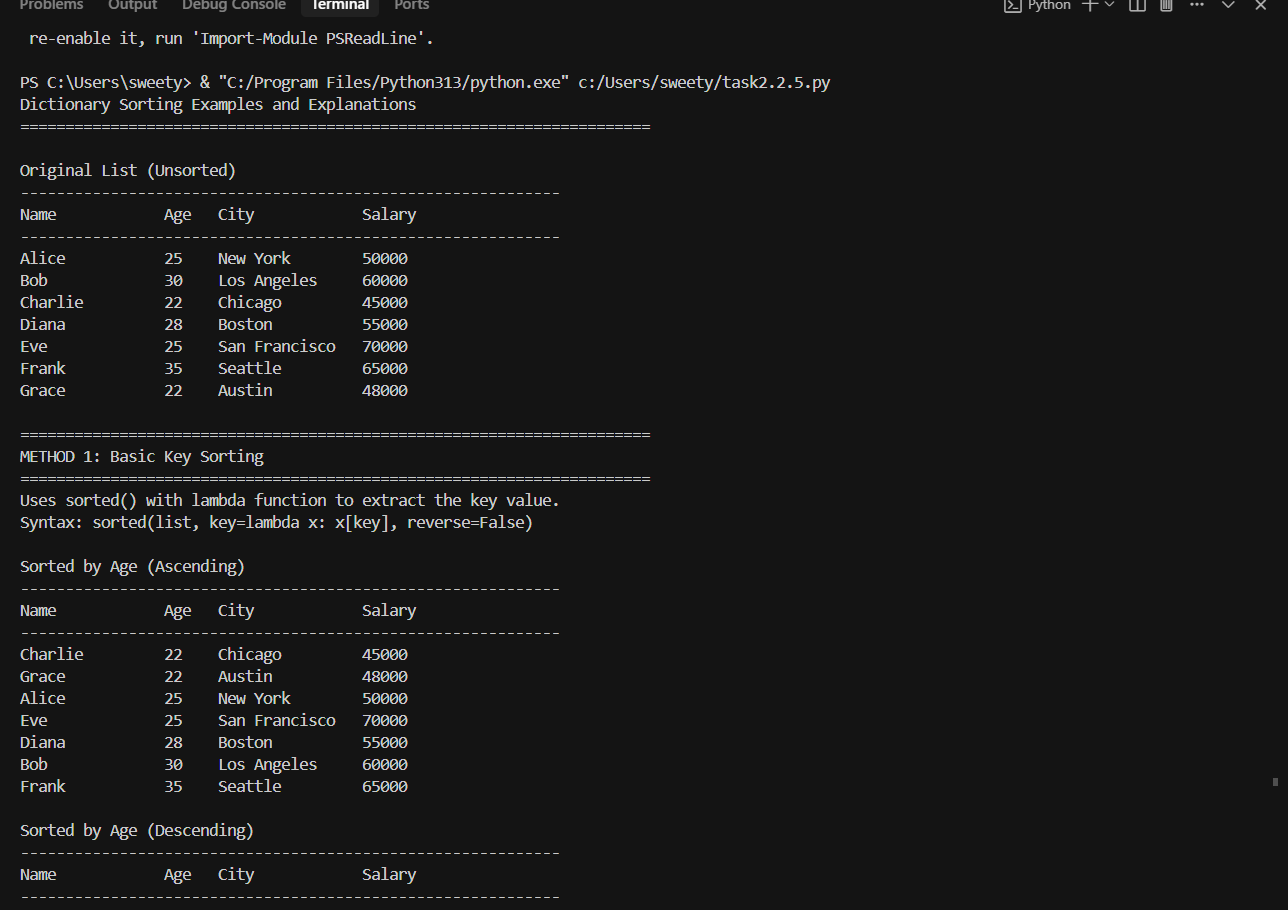 Problems Output Debug Console Terminal Ports Python
re-enable it, run 'Import-Module PSReadLine'.
PS C:\Users\sweety> & "C:/Program Files/Python313/python.exe" c:/Users/sweety/task2.2.5.py
Dictionary Sorting Examples and Explanations
======================================================================
Original List (Unsorted)
------------------------------------------------------------
Name Age City Salary
------------------------------------------------------------
Alice 25 New York 50000
Bob 30 Los Angeles 60000
Charlie 22 Chicago 45000
Diana 28 Boston 55000
Eve 25 San Francisco 70000
Frank 35 Seattle 65000
Grace 22 Austin 48000
======================================================================
METHOD 1: Basic Key Sorting
======================================================================
Uses sorted() with lambda function to extract the key value.
Syntax: sorted(list, key=lambda x: x[key], reverse=False)
Sorted by Age (Ascending)
------------------------------------------------------------
Name Age City Salary
------------------------------------------------------------
Charlie 22 Chicago 45000
Grace 22 Austin 48000
Alice 25 New York 50000
Eve 25 San Francisco 70000
Diana 28 Boston 55000
Bob 30 Los Angeles 60000
Frank 35 Seattle 65000
Sorted by Age (Descending)
------------------------------------------------------------
Name Age City Salary
------------------------------------------------------------